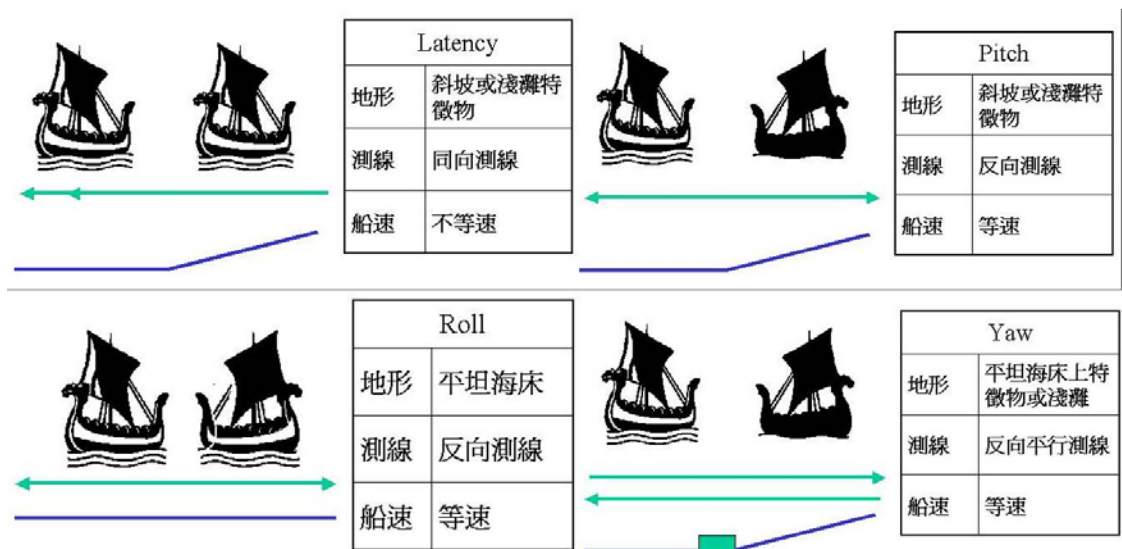 Latency
地形 斜坡或淺灘特
徵物
測線 同向測線
船速 不等速
Pitch
地形 斜坡或淺灘特
徵物
測線 反向測線
船速 等速
Roll
地形 平坦海床
測線 反向測線
船速 等速
Yaw
地形 平坦海床上特
徵物或淺灘
測線 反向平行測線
船速 等速